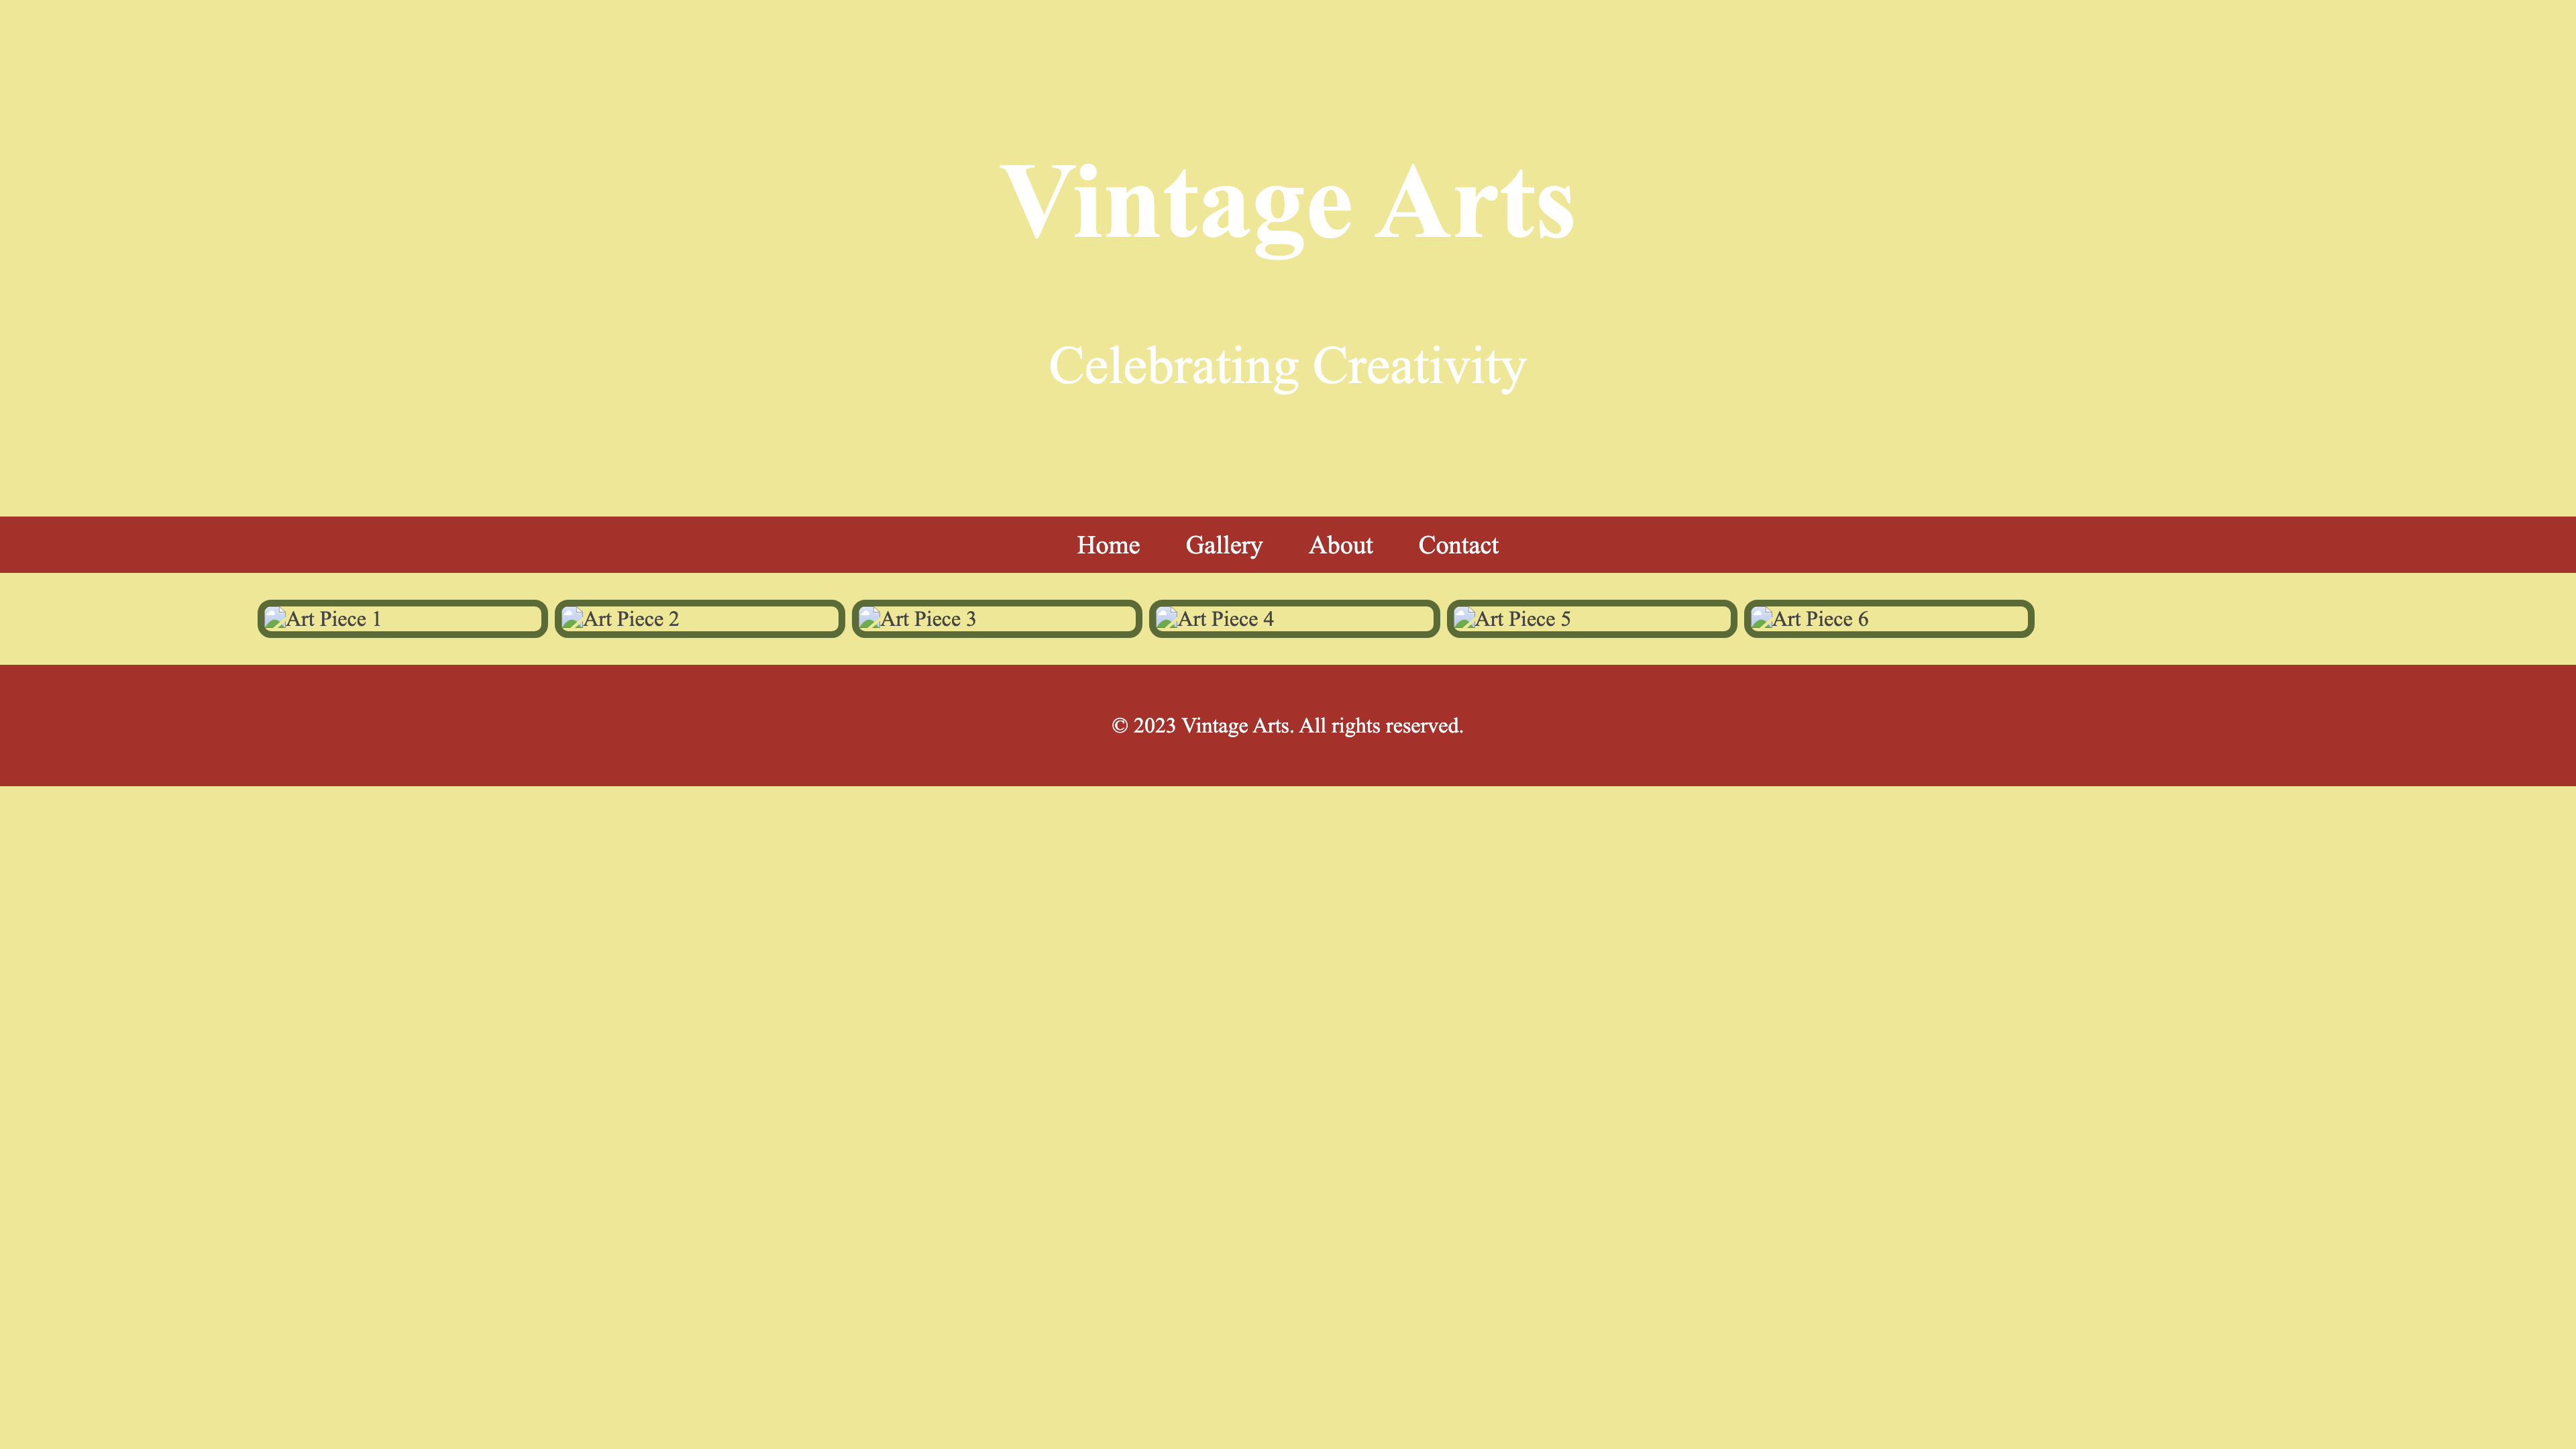 Vintage Arts
Celebrating Creativity
Home Gallery About Contact
Art Piece 1 Art Piece 2 Art Piece 3 Art Piece 4 Art Piece 5 Art Piece 6
© 2023 Vintage Arts. All rights reserved.